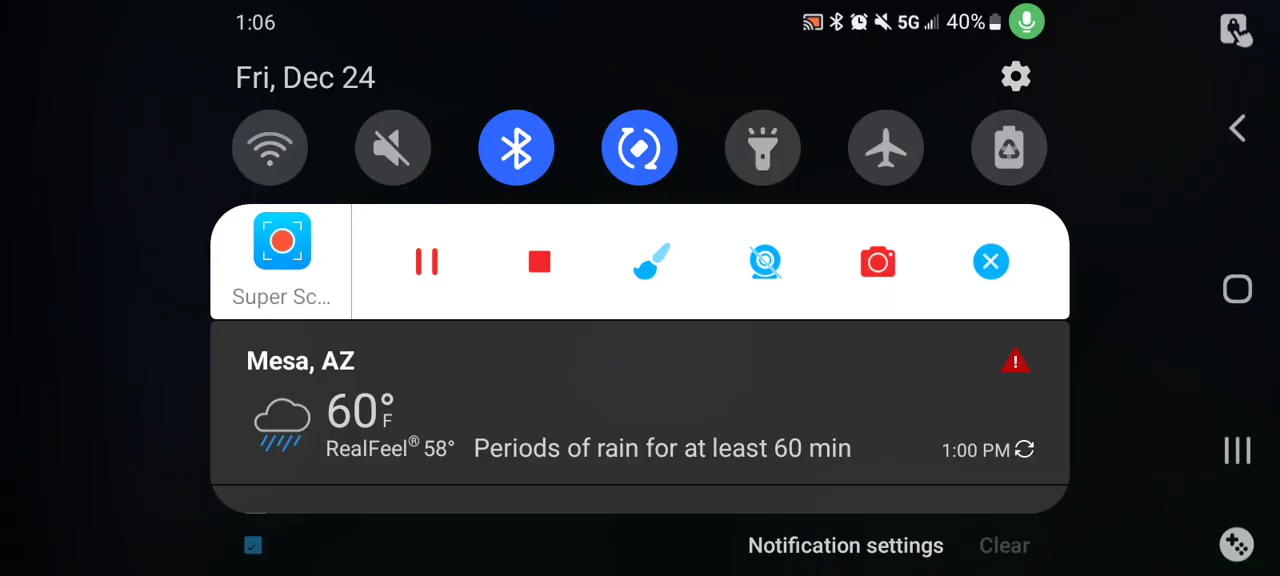 1:06
5G 40%
Fri, Dec 24
Super Sc...
Mesa, AZ
60°F
RealFeel® 58° Periods of rain for at least 60 min 1:00 PM
Notification settings Clear